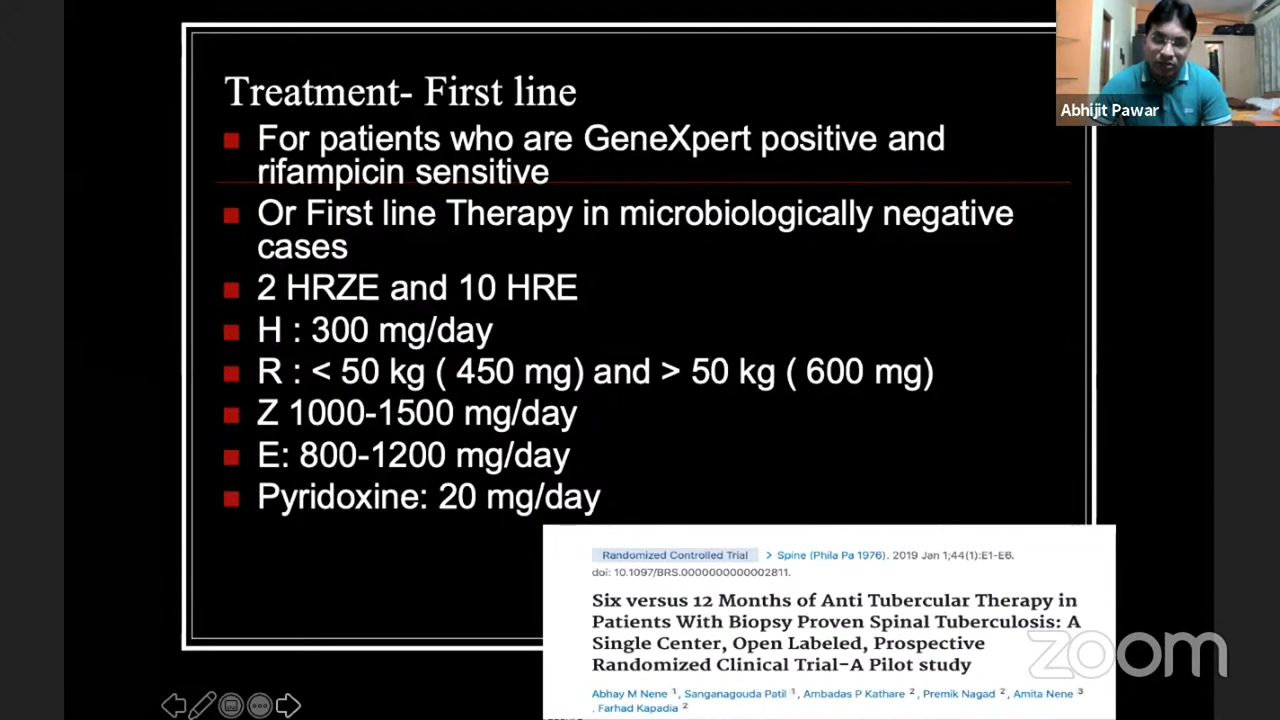 Treatment- First line
For patients who are GeneXpert positive and
rifampicin sensitive
Or First line Therapy in microbiologically negative
cases
2 HRZE and 10 HRE
H : 300 mg/day
R : < 50 kg ( 450 mg) and > 50 kg ( 600 mg)
Z 1000-1500 mg/day
E: 800-1200 mg/day
Pyridoxine: 20 mg/day
Abhijit Pawar
Randomized Controlled Trial > Spine (Phila Pa 1976). 2019 Jan 1;44(1):E1-E6.
doi: 10.1097/BRS.0000000000002811.
Six versus 12 Months of Anti Tubercular Therapy in
Patients With Biopsy Proven Spinal Tuberculosis: A
Single Center, Open Labeled, Prospective
Randomized Clinical Trial-A Pilot study
Abhay M Nene 1, Sanganagouda Patil 1, Ambadas P Kathare 2, Premik Nagad 2, Amita Nene 3
, Farhad Kapadia 2
zoom